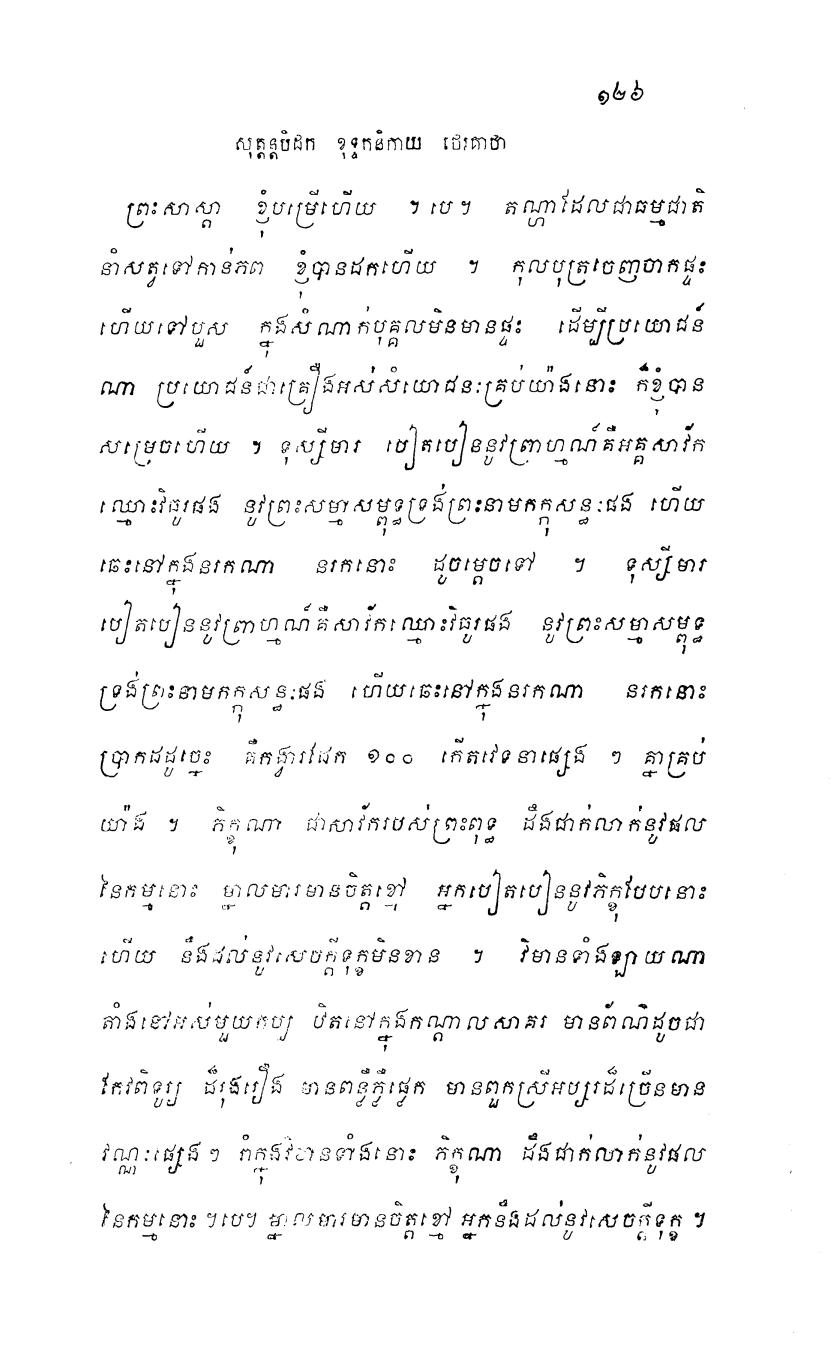 ១២៦
សុត្តន្តបិដក ខុទ្ទកនិកាយ ថេរគាថា
ព្រះសាស្តា ខ្ញុំបម្រើហើយ ។ បេ។ តណ្ហាដែលជាធម្មជាតិ
នាំសត្វទៅកាន់ភព ខ្ញុំបានដកហើយ ។ កុលបុត្រចេញចាកផ្ទះ
ហើយទៅបួស ក្នុងសំណាក់បុគ្គលមិនមានផ្ទះ ដើម្បីប្រយោជន៍
ណា ប្រយោជន៍ជាគ្រឿងអស់សំយោជនៈគ្រប់យ៉ាងនោះ ក៏ខ្ញុំបាន
សម្រេចហើយ ។ ទុស្សីមារ បៀតបៀននូវព្រាហ្មណ៍គឺអគ្គសាវ័ក
ឈ្មោះវិធូរផង នូវព្រះសម្មាសម្ពុទ្ធទ្រង់ព្រះនាមកក្កុសន្ធៈផង ហើយ
ឆេះនៅក្នុងនរកណា នរកនោះ ដូចម្តេចទៅ ។ ទុស្សីមារ
បៀតបៀននូវព្រាហ្មណ៍គឺសាវ័កឈ្មោះវិធូរផង នូវព្រះសម្មាសម្ពុទ្ធ
ទ្រង់ព្រះនាមកក្កុសន្ធៈផង ហើយឆេះនៅក្នុងនរកណា នរកនោះ
ប្រាកដដូច្នេះ គឺកង្វារដែក ១០០ កើតវេទនាផ្សេង ៗ គ្នាគ្រប់
យ៉ាង ។ ភិក្ខុណា ជាសាវ័ករបស់ព្រះពុទ្ធ ដឹងជាក់លាក់នូវផល
នៃកម្មនោះ ម្នាលមារមានចិត្តខ្មៅ អ្នកបៀតបៀននូវភិក្ខុបែបនោះ
ហើយ នឹងដល់នូវសេចក្តីទុក្ខមិនខាន ។ វិមានទាំងឡាយណា
តាំងនៅអស់មួយកប្ប ឋិតនៅក្នុងកណ្តាលសាគរ មានព័ណ៌ដូចជា
កែវពិទូរ្យ ដ៏រុងរឿង មានពន្លឺភ្លឺផ្លេក មានពួកស្រីអប្សរដ៏ច្រើនមាន
វណ្ណៈផ្សេងៗ រាំក្នុងវិមានទាំងនោះ ភិក្ខុណា ដឹងជាក់លាក់នូវផល
នៃកម្មនោះ ។បេ។ ម្នាលមារមានចិត្តខ្មៅ អ្នកនឹងដល់នូវសេចក្តីទុក្ខ ។